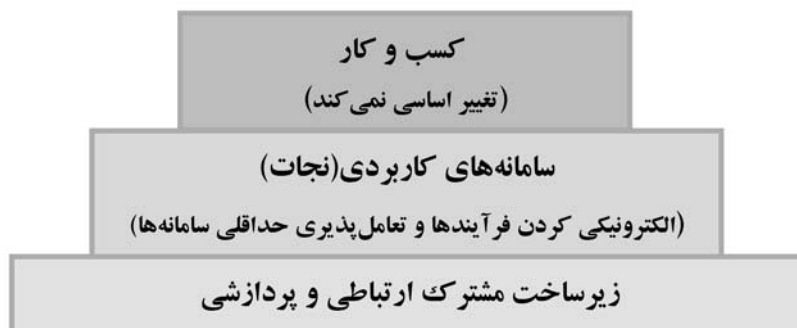 کسب و کار
(تغییر اساسی نمی‌کند)
سامانه‌های کاربردی(نجات)
(الکترونیکی کردن فرآیندها و تعامل‌پذیری حداقلی سامانه‌ها)
زیرساخت مشترك ارتباطی و پردازشی